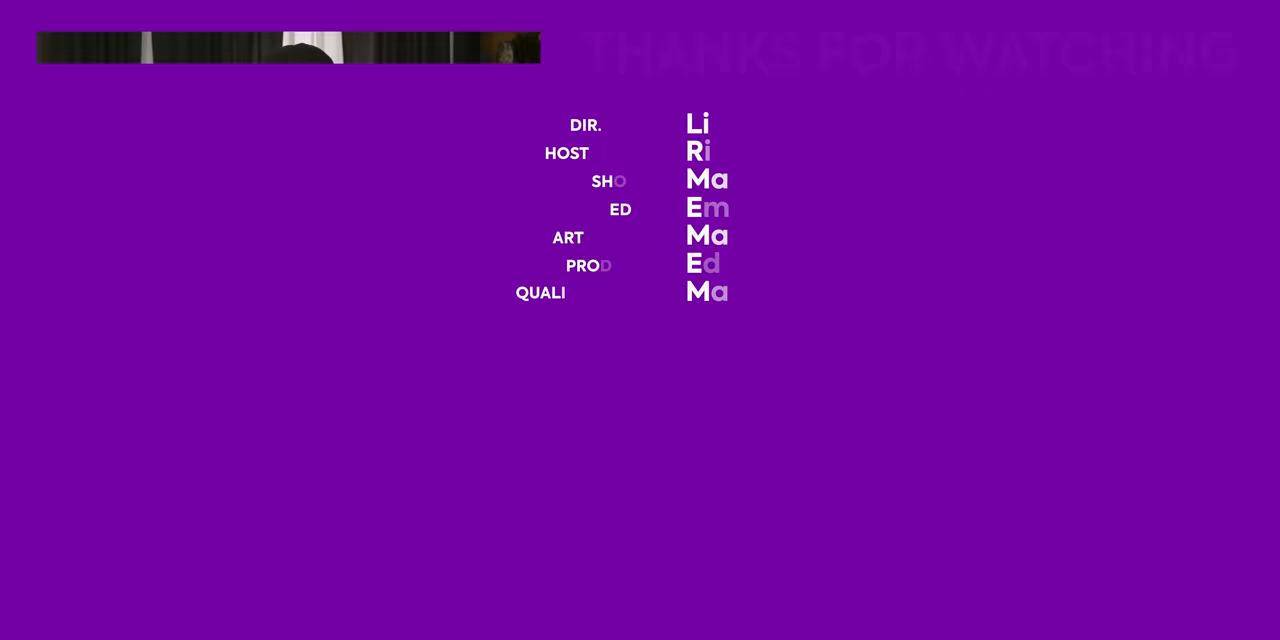 THANKS FOR WATCHING
DIR. Li
HOST Ri
SHO Ma
ED Em
ART Ma
PROD Ed
QUALI Ma